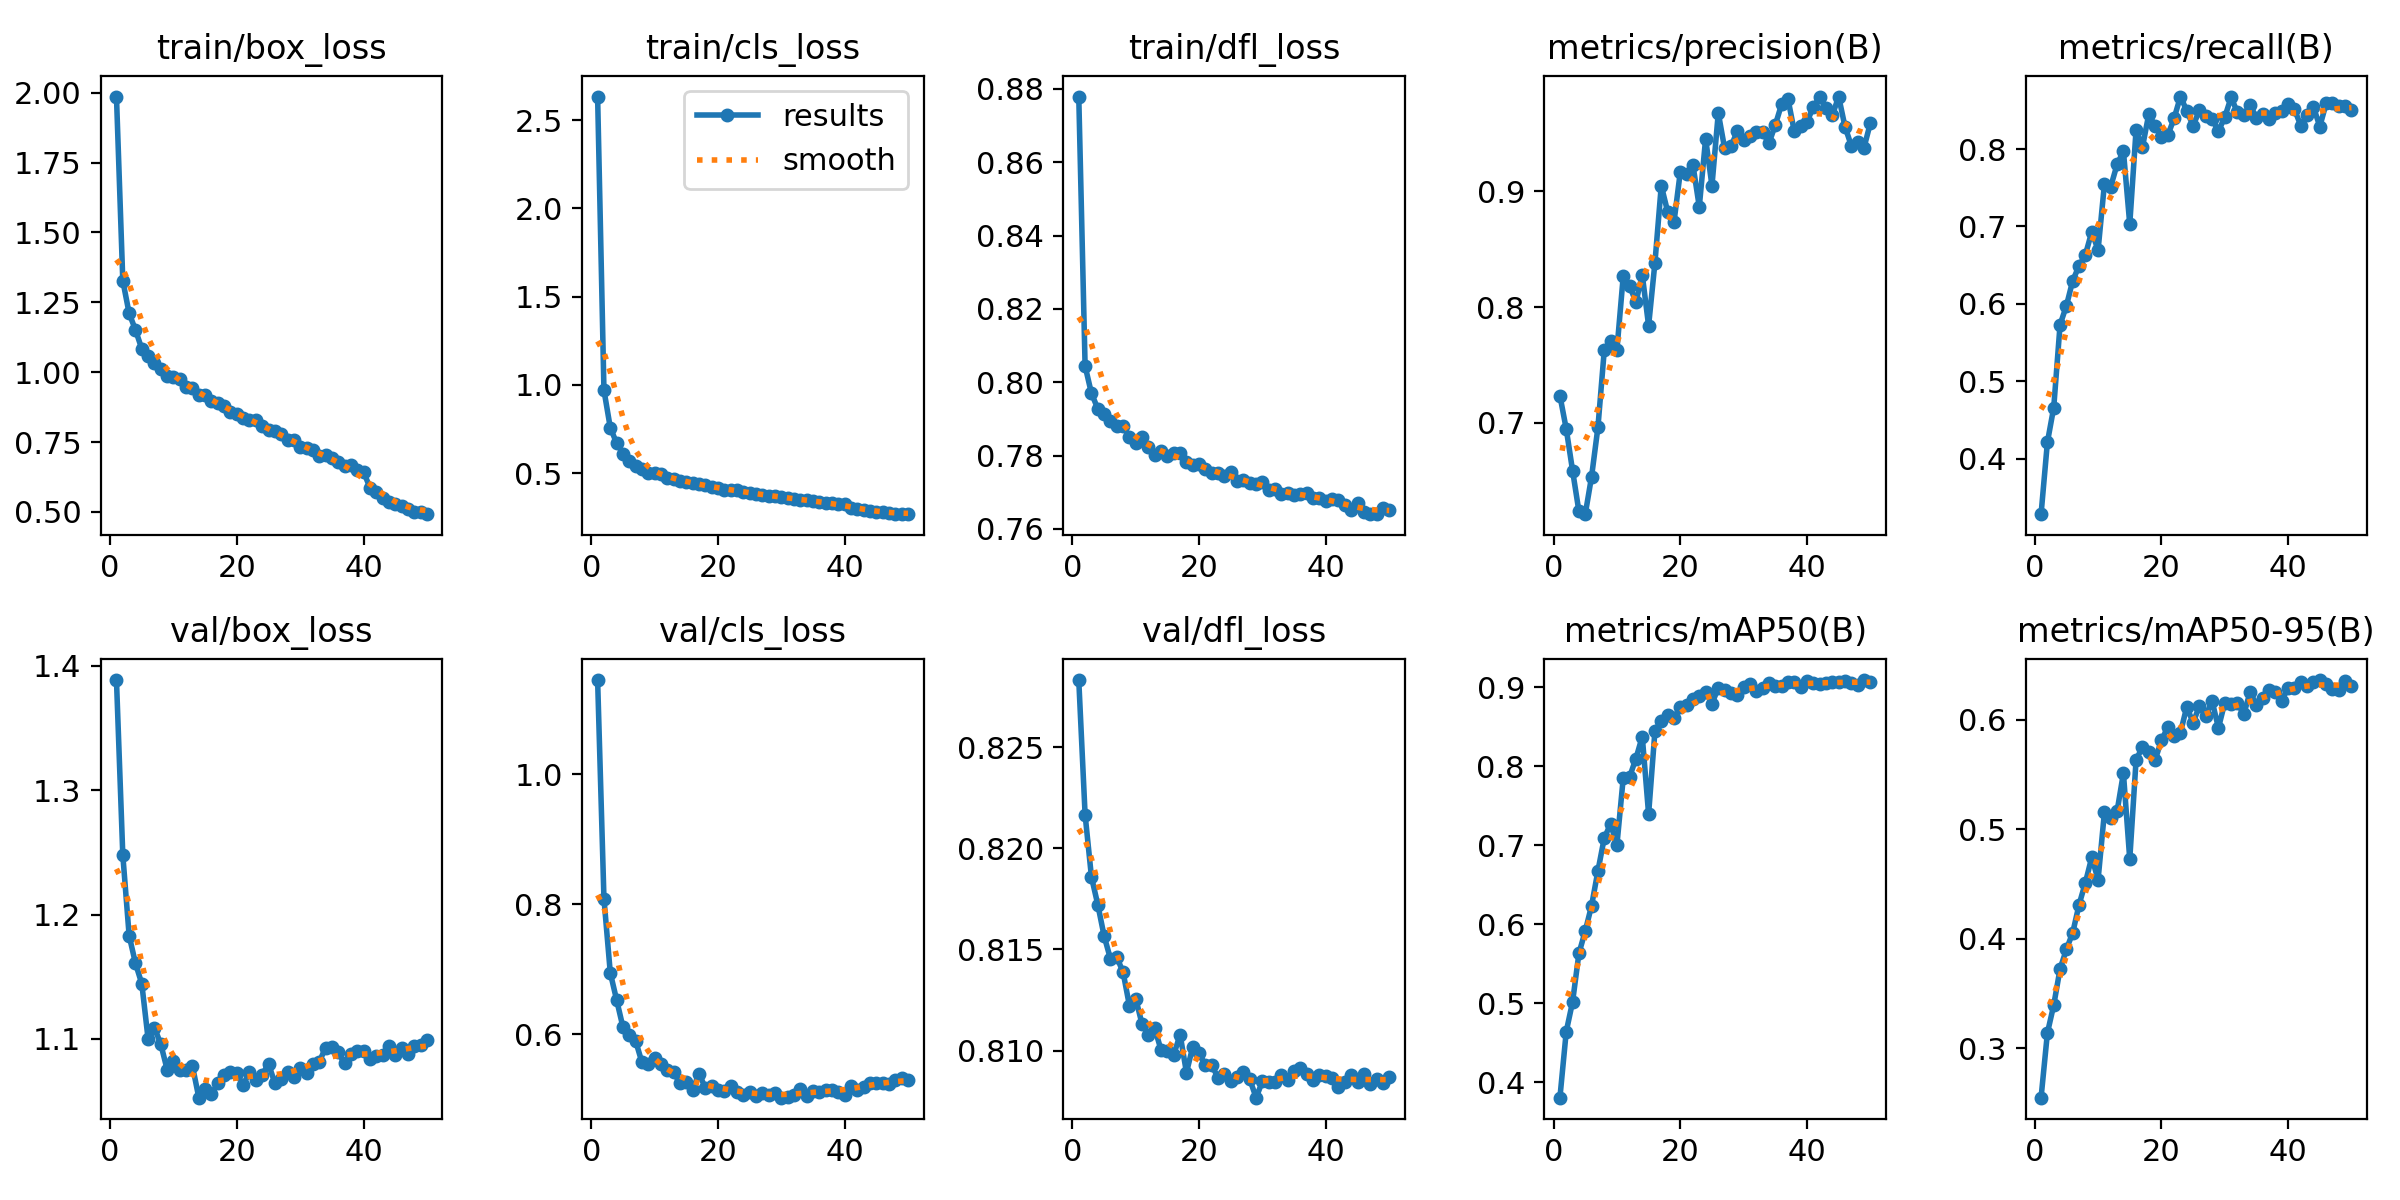 train/box_loss
train/cls_loss
train/dfl_loss
metrics/precision(B)
metrics/recall(B)
2.00
1.75
1.50
1.25
1.00
0.75
0.50
0 20 40
2.5
2.0
1.5
1.0
0.5
0 20 40
results
smooth
0.88
0.86
0.84
0.82
0.80
0.78
0.76
0 20 40
0.9
0.8
0.7
0 20 40
0.8
0.7
0.6
0.5
0.4
0 20 40
val/box_loss
val/cls_loss
val/dfl_loss
metrics/mAP50(B)
metrics/mAP50-95(B)
1.4
1.3
1.2
1.1
0 20 40
1.0
0.8
0.6
0 20 40
0.825
0.820
0.815
0.810
0 20 40
0.9
0.8
0.7
0.6
0.5
0.4
0 20 40
0.6
0.5
0.4
0.3
0 20 40